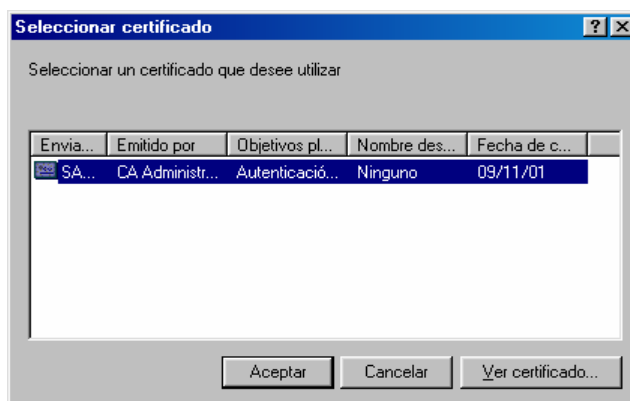 Seleccionar certificado
Seleccionar un certificado que desee utilizar
Envia... Emitido por Objetivos pl... Nombre des... Fecha de c...
SA... CA Administr... Autenticació... Ninguno 09/11/01
Aceptar Cancelar Ver certificado...